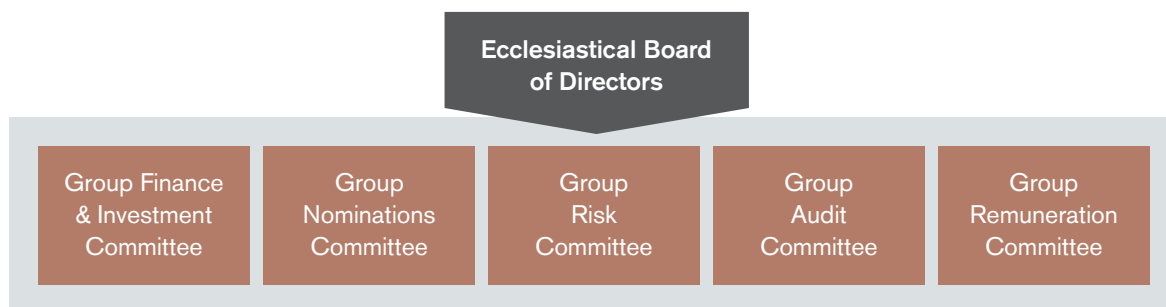 Ecclesiastical Board
of Directors
Group Finance
& Investment
Committee
Group
Nominations
Committee
Group
Risk
Committee
Group
Audit
Committee
Group
Remuneration
Committee